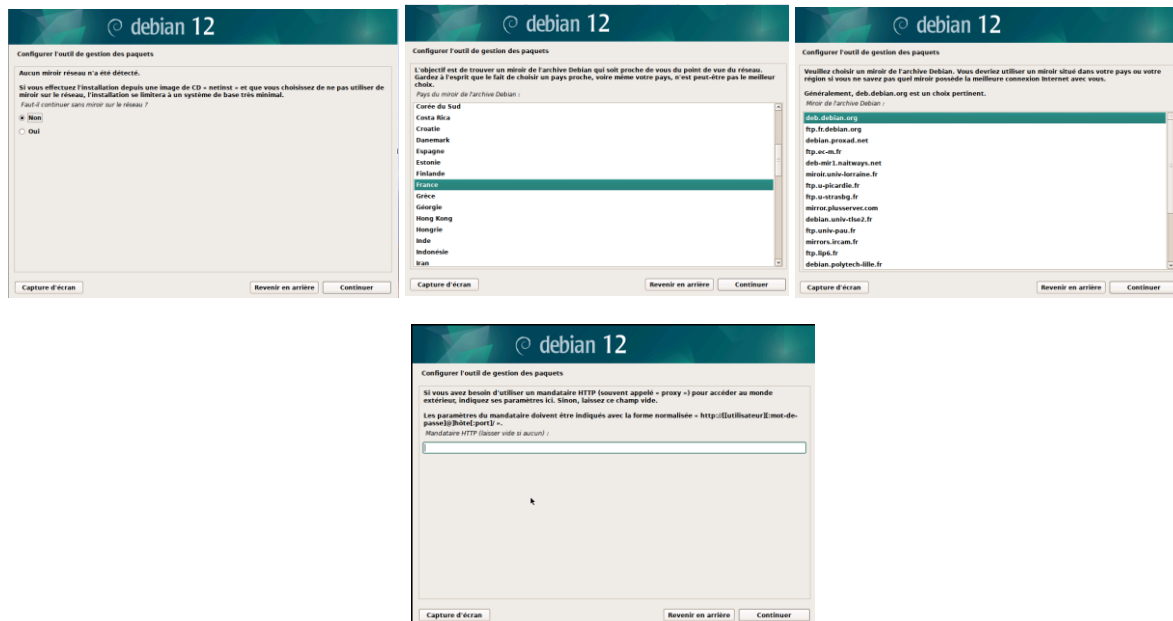 debian 12
Configurer l'outil de gestion des paquets
Aucun miroir réseau n'a été détecté.
Si vous effectuez l'installation depuis une image de CD « netinst » et que vous choisissez de ne pas utiliser de
miroir sur le réseau, l'installation se limitera à un système de base très minimal.
Faut-il continuer sans miroir sur le réseau ?
Non
Oui
Capture d'écran
Revenir en arrière
Continuer
debian 12
Configurer l'outil de gestion des paquets
L'objectif est de trouver un miroir de l'archive Debian qui soit proche de vous du point de vue du réseau.
Gardez à l'esprit que le fait de choisir un pays proche, voire même votre pays, n'est peut-être pas le meilleur
choix.
Pays du miroir de l'archive Debian :
Corée du Sud
Costa Rica
Croatie
Danemark
Espagne
Estonie
Finlande
France
Grèce
Géorgie
Hong Kong
Hongrie
Inde
Indonésie
Iran
Capture d'écran
Revenir en arrière
Continuer
debian 12
Configurer l'outil de gestion des paquets
Veuillez choisir un miroir de l'archive Debian. Vous devriez utiliser un miroir situé dans votre pays ou votre
région si vous ne savez pas quel miroir possède la meilleure connexion Internet avec vous.
Généralement, deb.debian.org est un choix pertinent.
Miroir de l'archive Debian :
deb.debian.org
ftp.fr.debian.org
debian.proxad.net
ftp.ec-m.fr
deb-mir1.naitways.net
miroir.univ-lorraine.fr
ftp.u-picardie.fr
ftp.u-strasbg.fr
mirror.plusserver.com
debian.univ-tlse2.fr
ftp.univ-pau.fr
mirrors.ircam.fr
ftp.lip6.fr
debian.polytech-lille.fr
Capture d'écran
Revenir en arrière
Continuer
debian 12
Configurer l'outil de gestion des paquets
Si vous avez besoin d'utiliser un mandataire HTTP (souvent appelé « proxy ») pour accéder au monde
extérieur, indiquez ses paramètres ici. Sinon, laissez ce champ vide.
Les paramètres du mandataire doivent être indiqués avec la forme normalisée « http://[[utilisateur][:mot-de-
passe]@]hôte[:port]/ ».
Mandataire HTTP (laisser vide si aucun) :
Capture d'écran
Revenir en arrière
Continuer